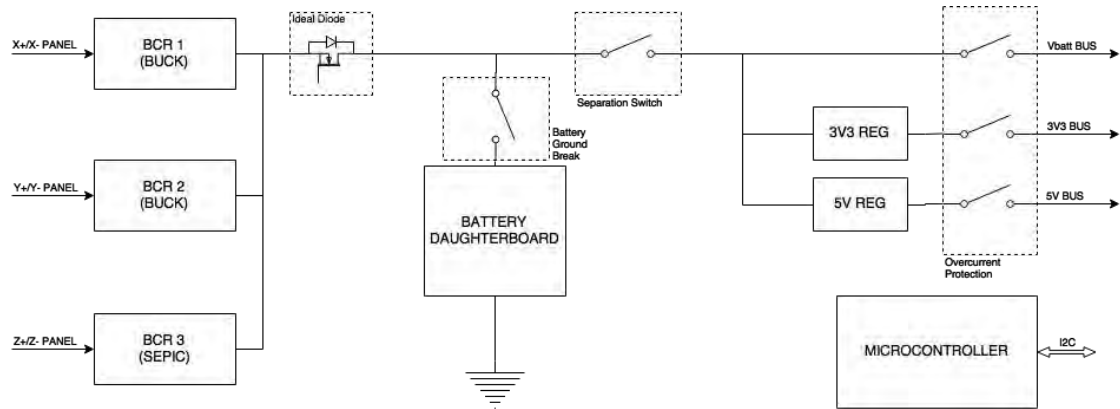 Ideal Diode
X+/X- PANEL
BCR 1
(BUCK)
Vbatt BUS
Separation Switch
Battery
Ground
Break
3V3 REG
3V3 BUS
Y+/Y- PANEL
BCR 2
(BUCK)
5V REG
5V BUS
BATTERY
DAUGHTERBOARD
Overcurrent
Protection
Z+/Z- PANEL
BCR 3
(SEPIC)
MICROCONTROLLER
I2C